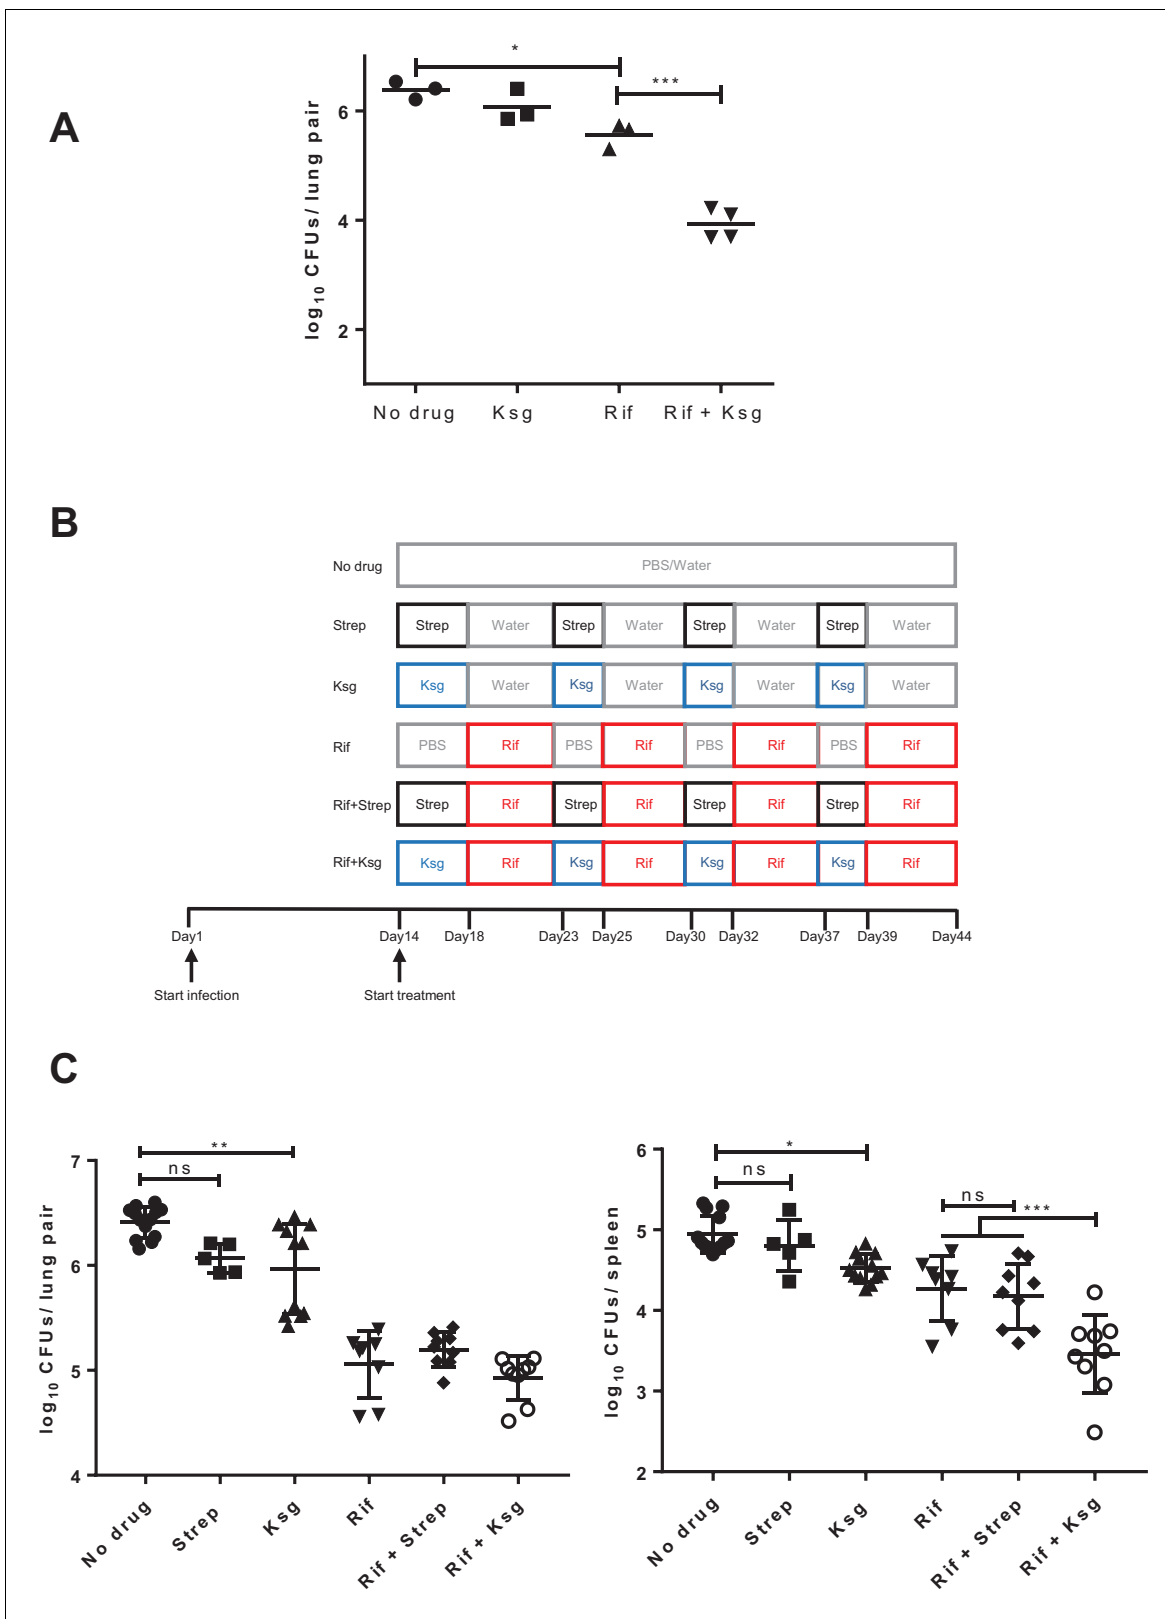 A
*
***
log10 CFUs/ lung pair
6
4
2
No drug Ksg Rif Rif + Ksg
B
No drug PBS/Water
Strep Strep Water Strep Water Strep Water Strep Water
Ksg Ksg Water Ksg Water Ksg Water Ksg Water
Rif PBS Rif PBS Rif PBS Rif PBS Rif
Rif+Strep Strep Rif Strep Rif Strep Rif Strep Rif
Rif+Ksg Ksg Rif Ksg Rif Ksg Rif Ksg Rif
Day1 Day14 Day18 Day23 Day25 Day30 Day32 Day37 Day39 Day44
Start infection Start treatment
C
**
ns
log10 CFUs/ lung pair
7
6
5
4
No drug Strep Ksg Rif Rif + Strep Rif + Ksg
*
ns
ns
***
log10 CFUs/ spleen
6
5
4
3
2
No drug Strep Ksg Rif Rif + Strep Rif + Ksg